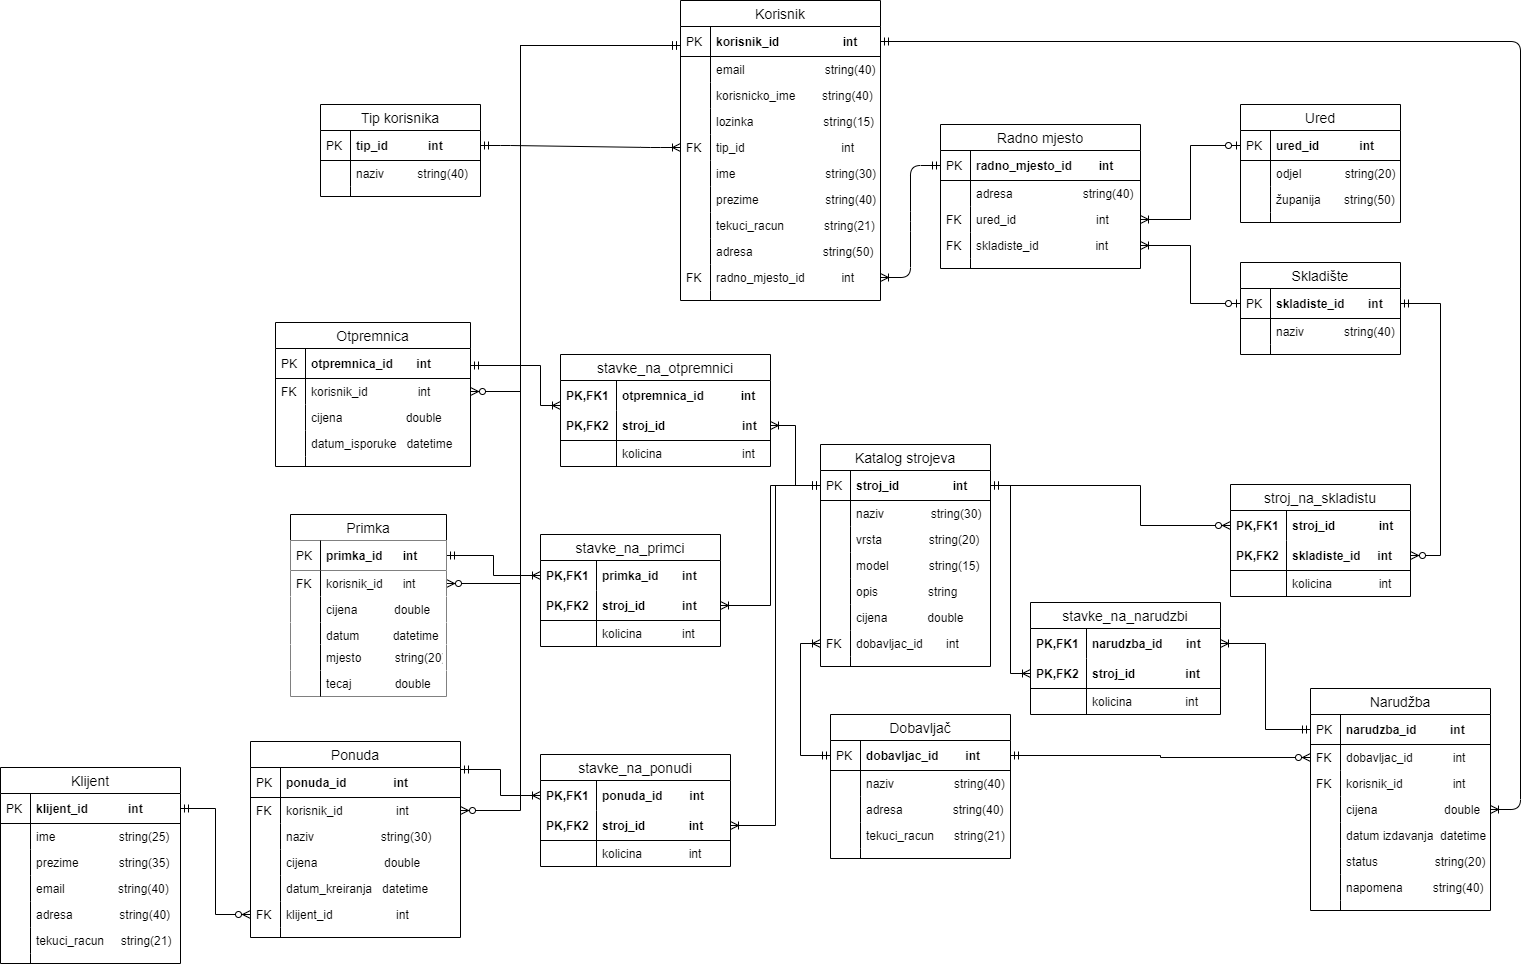 Korisnik
PK korisnik_id int
email string(40)
korisnicko_ime string(40)
lozinka string(15)
FK tip_id int
ime string(30)
prezime string(40)
tekuci_racun string(21)
adresa string(50)
FK radno_mjesto_id int
Tip korisnika
PK tip_id int
naziv string(40)
Radno mjesto
PK radno_mjesto_id int
adresa string(40)
FK ured_id int
FK skladiste_id int
Ured
PK ured_id int
odjel string(20)
županija string(50)
Skladište
PK skladiste_id int
naziv string(40)
Otpremnica
PK otpremnica_id int
FK korisnik_id int
cijena double
datum_isporuke datetime
stavke_na_otpremnici
PK,FK1 otpremnica_id int
PK,FK2 stroj_id int
kolicina int
Katalog strojeva
PK stroj_id int
naziv string(30)
vrsta string(20)
model string(15)
opis string
cijena double
FK dobavljac_id int
stroj_na_skladistu
PK,FK1 stroj_id int
PK,FK2 skladiste_id int
kolicina int
Primka
PK primka_id int
FK korisnik_id int
cijena double
datum datetime
mjesto string(20
tecaj double
stavke_na_primci
PK,FK1 primka_id int
PK,FK2 stroj_id int
kolicina int
stavke_na_narudzbi
PK,FK1 narudzba_id int
PK,FK2 stroj_id int
kolicina int
Narudžba
PK narudzba_id int
FK dobavljac_id int
FK korisnik_id int
cijena double
datum izdavanja datetime
status string(20)
napomena string(40)
Dobavljač
PK dobavljac_id int
naziv string(40)
adresa string(40)
tekuci_racun string(21)
Ponuda
PK ponuda_id int
FK korisnik_id int
naziv string(30)
cijena double
datum_kreiranja datetime
FK klijent_id int
stavke_na_ponudi
PK,FK1 ponuda_id int
PK,FK2 stroj_id int
kolicina int
Klijent
PK klijent_id int
ime string(25)
prezime string(35)
email string(40)
adresa string(40)
tekuci_racun string(21)